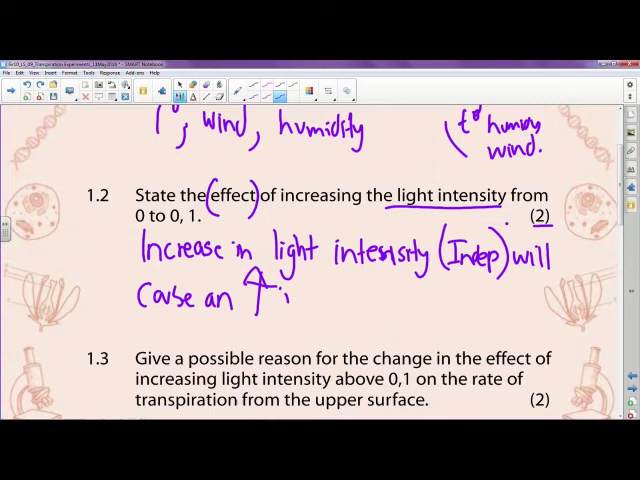 Gr10_LS_09_Transpiration Experiments_13May2016 * - SMART Notebook
File Edit View Insert Format Tools Response Add-ons Help
t°, wind, humidity
t° humidity
wind.
1.2 State the effect of increasing the light intensity from
0 to 0, 1. (2)
Increase in light intensisity (Indep) will
cause an ↑ i
1.3 Give a possible reason for the change in the effect of
increasing light intensity above 0,1 on the rate of
transpiration from the upper surface. (2)